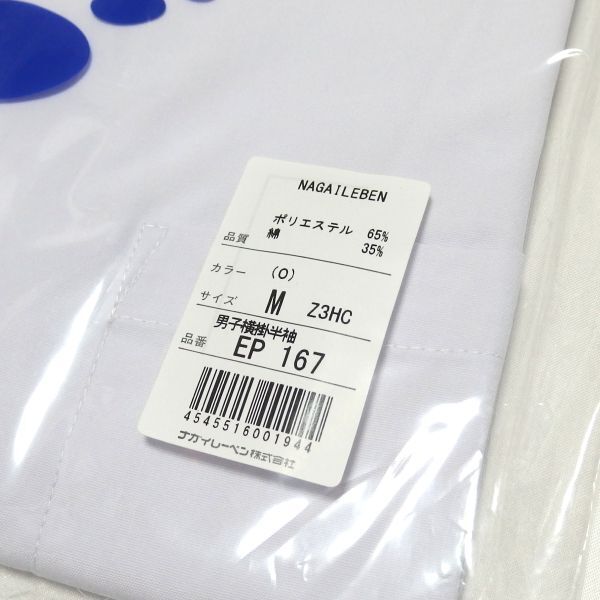 NAGAILEBEN
品質 ポリエステル 65%
綿 35%
カラー (O)
サイズ M Z3HC
男子横掛半袖
品番 EP 167
4545516001944
ナガイレーベン株式会社